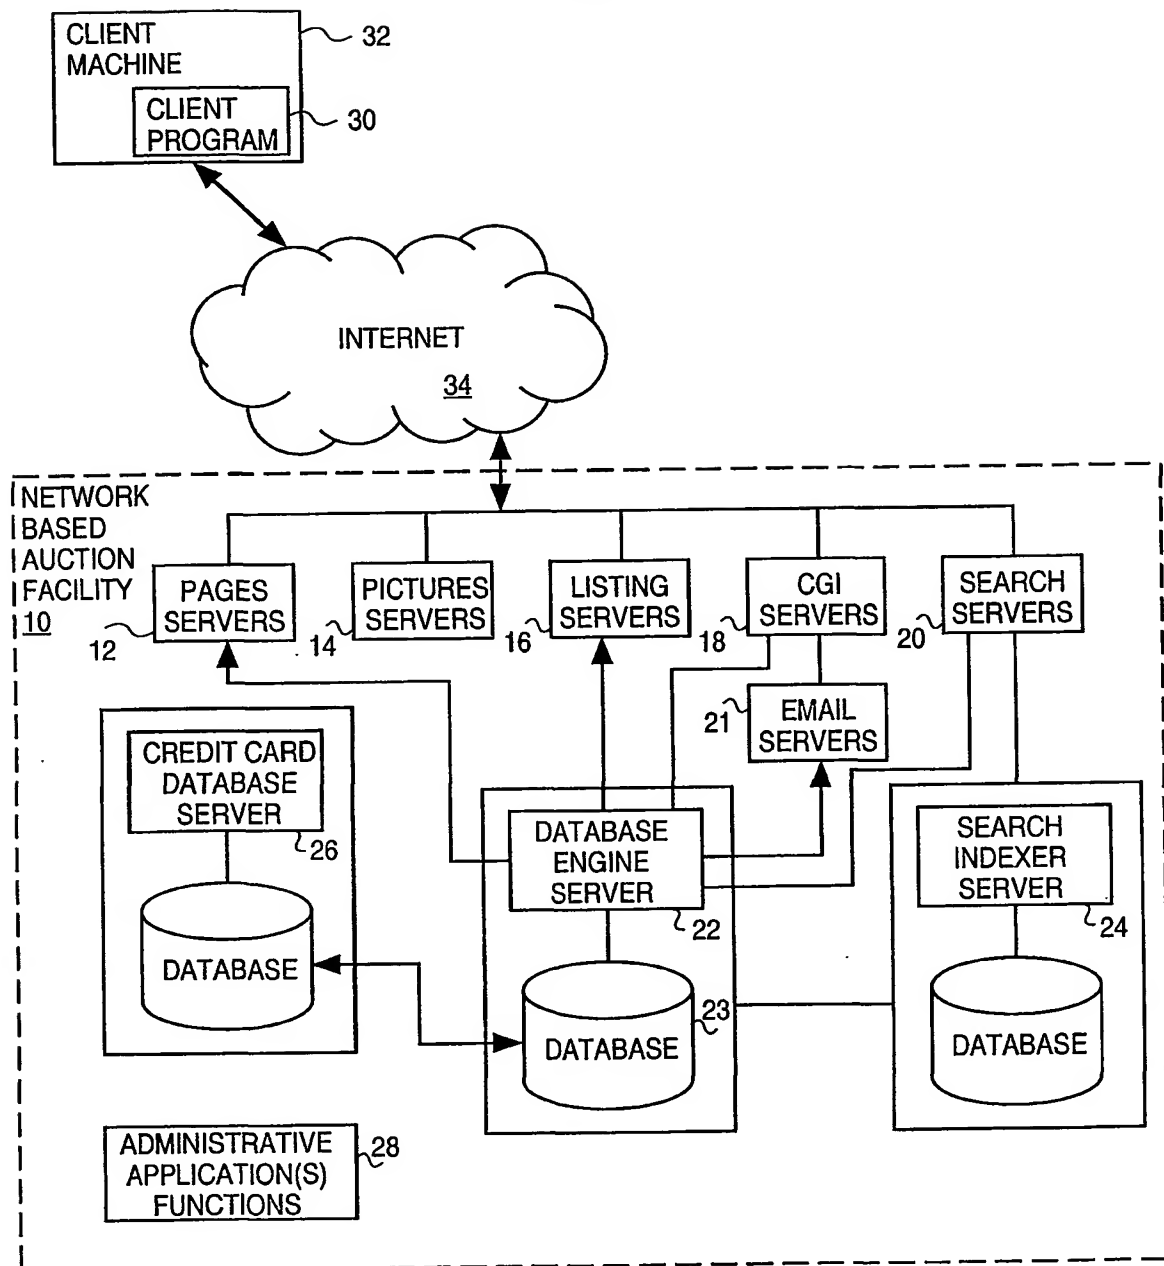 CLIENT
MACHINE
32
CLIENT
PROGRAM
30
INTERNET
34
NETWORK
BASED
AUCTION
FACILITY
10
PAGES
SERVERS
12
PICTURES
SERVERS
14
LISTING
SERVERS
16
CGI
SERVERS
18
SEARCH
SERVERS
20
21
EMAIL
SERVERS
CREDIT CARD
DATABASE
SERVER
26
DATABASE
DATABASE
ENGINE
SERVER
22
23
DATABASE
SEARCH
INDEXER
SERVER
24
DATABASE
ADMINISTRATIVE
APPLICATION(S)
FUNCTIONS
28